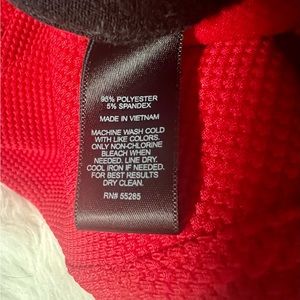 95% POLYESTER
5% SPANDEX
MADE IN VIETNAM
MACHINE WASH COLD
WITH LIKE COLORS.
ONLY NON-CHLORINE
BLEACH WHEN
NEEDED. LINE DRY.
COOL IRON IF NEEDED.
FOR BEST RESULTS
DRY CLEAN.
RN# 55285